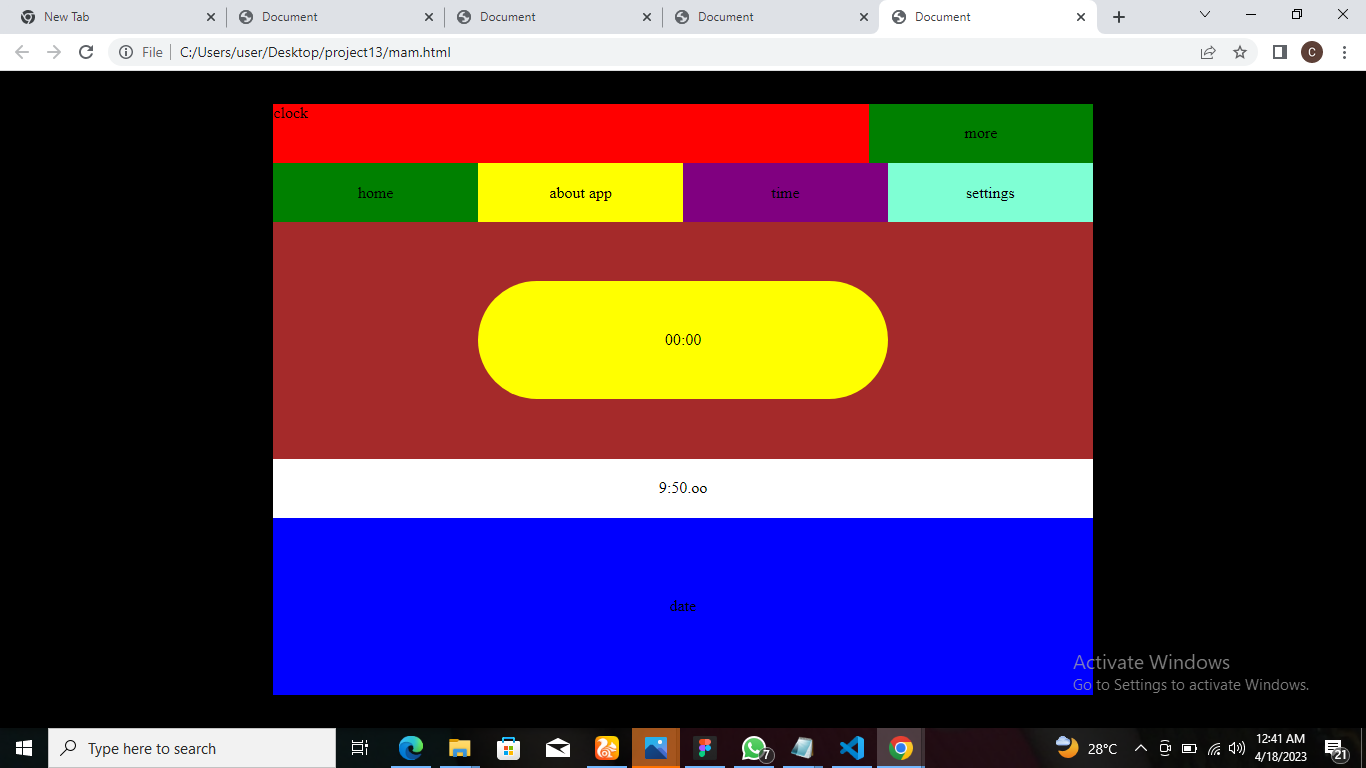 New Tab
Document
Document
Document
Document
File
C:/Users/user/Desktop/project13/mam.html
C
clock
more
home
about app
time
settings
00:00
9:50.oo
date
Activate Windows
Go to Settings to activate Windows.
Type here to search
7
28°C
12:41 AM
4/18/2023
21